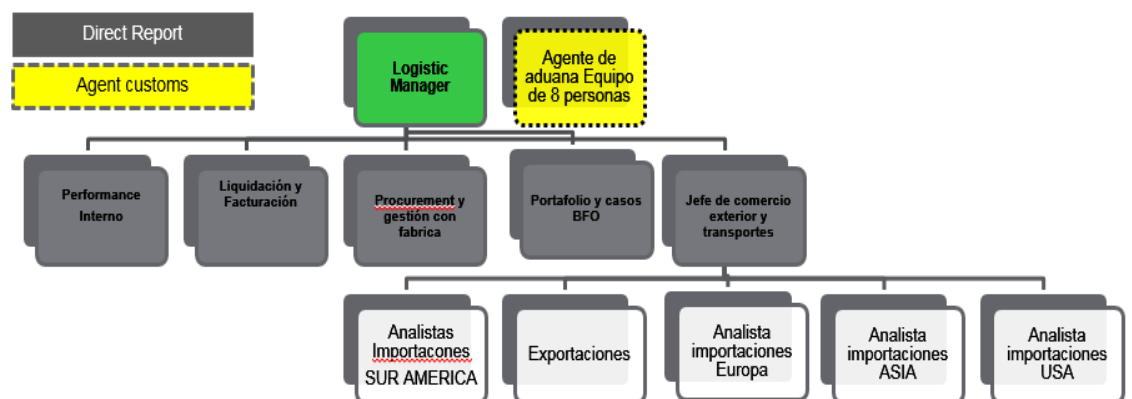 Direct Report
Agent customs
Logistic
Manager
Agente de
aduana Equipo
de 8 personas
Performance
Interno
Liquidación y
Facturación
Procurement y
gestión con
fabrica
Portafolio y casos
BFO
Jefe de comercio
exterior y
transportes
Analistas
Importacones
SUR AMERICA
Exportaciones
Analista
importaciones
Europa
Analista
importaciones
ASIA
Analista
importaciones
USA